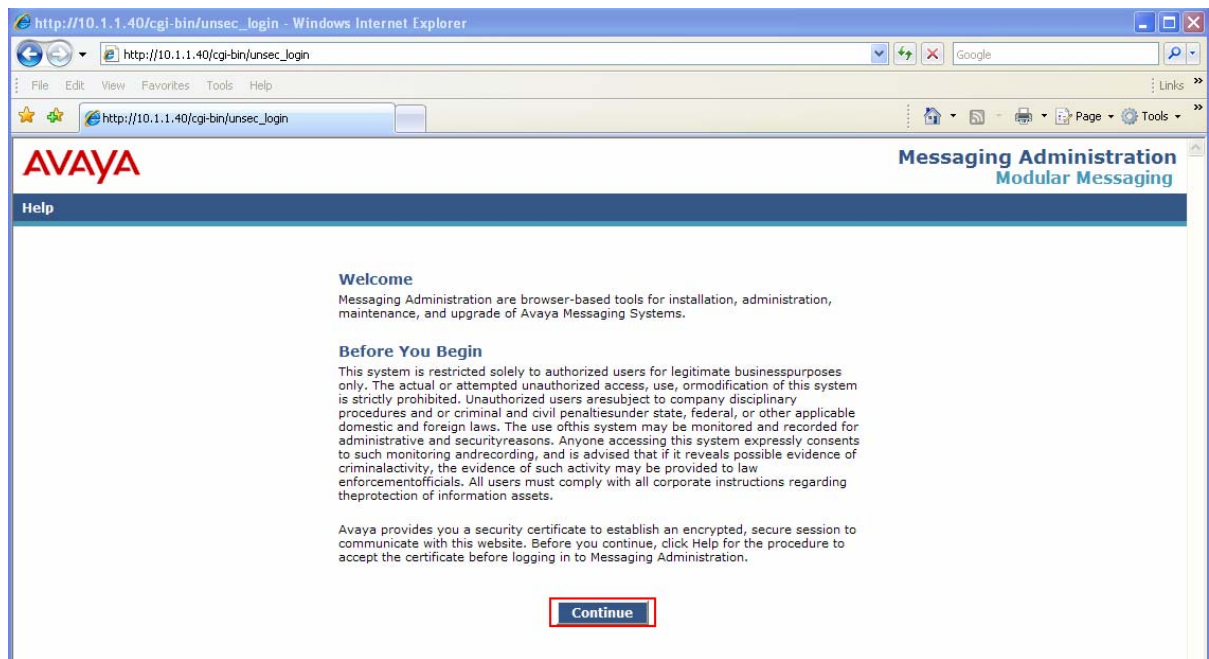 http://10.1.1.40/cgi-bin/unsec_login - Windows Internet Explorer
http://10.1.1.40/cgi-bin/unsec_login
Google
File Edit View Favorites Tools Help
Links »
http://10.1.1.40/cgi-bin/unsec_login
Page Tools »
AVAYA
Messaging Administration
Modular Messaging
Help
Welcome
Messaging Administration are browser-based tools for installation, administration,
maintenance, and upgrade of Avaya Messaging Systems.
Before You Begin
This system is restricted solely to authorized users for legitimate businesspurposes
only. The actual or attempted unauthorized access, use, ormodification of this system
is strictly prohibited. Unauthorized users aresubject to company disciplinary
procedures and or criminal and civil penaltiesunder state, federal, or other applicable
domestic and foreign laws. The use ofthis system may be monitored and recorded for
administrative and securityreasons. Anyone accessing this system expressly consents
to such monitoring andrecording, and is advised that if it reveals possible evidence of
criminalactivity, the evidence of such activity may be provided to law
enforcementofficials. All users must comply with all corporate instructions regarding
theprotection of information assets.
Avaya provides you a security certificate to establish an encrypted, secure session to
communicate with this website. Before you continue, click Help for the procedure to
accept the certificate before logging in to Messaging Administration.
Continue